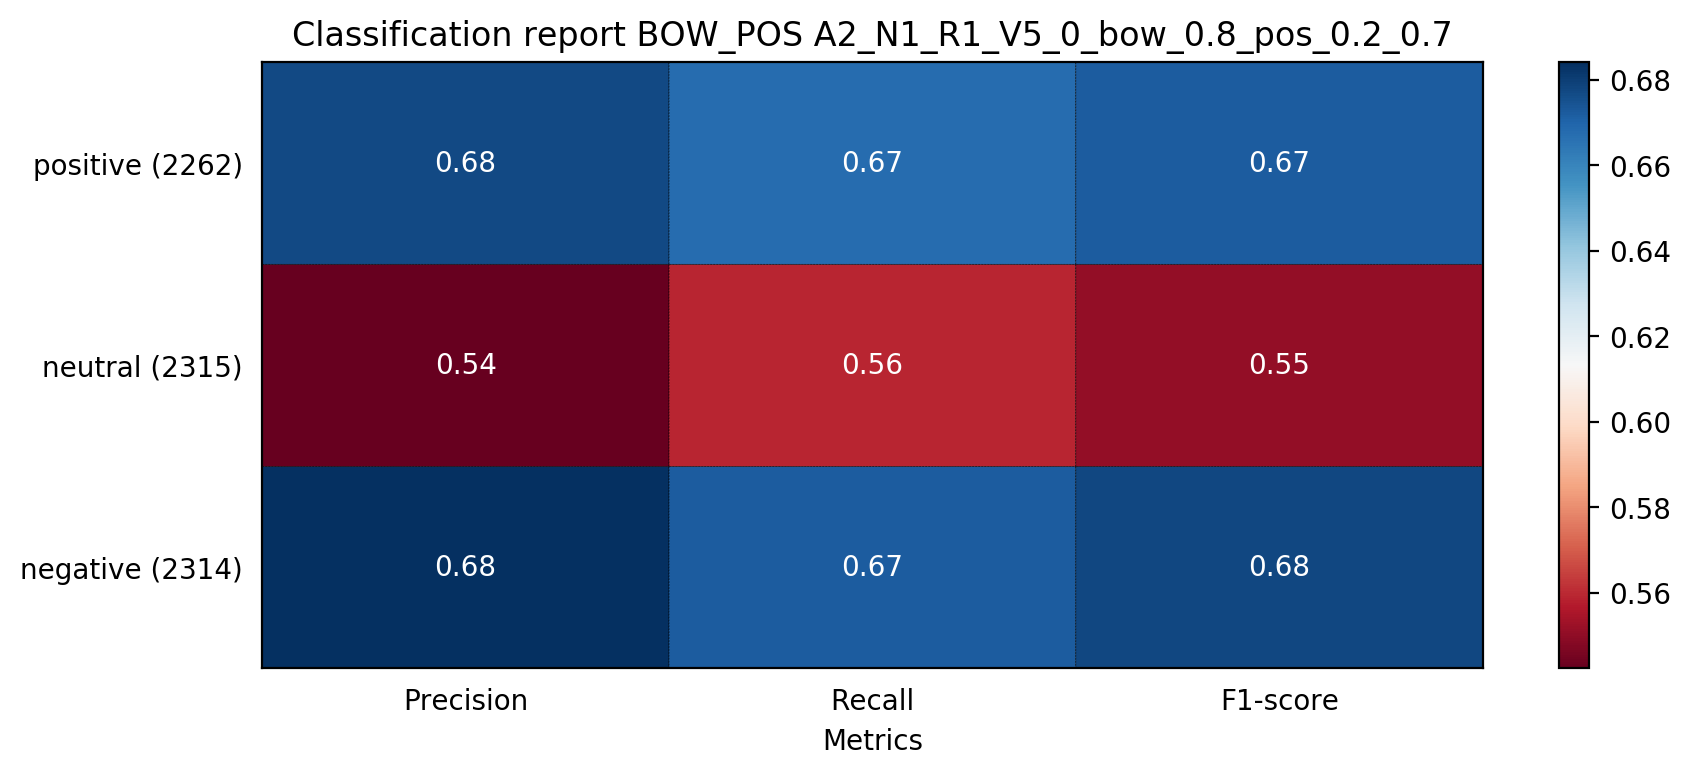 Classification report BOW_POS A2_N1_R1_V5_0_bow_0.8_pos_0.2_0.7
positive (2262) 0.68 0.67 0.67
neutral (2315) 0.54 0.56 0.55
negative (2314) 0.68 0.67 0.68
Precision Recall F1-score
Metrics
0.68
0.66
0.64
0.62
0.60
0.58
0.56